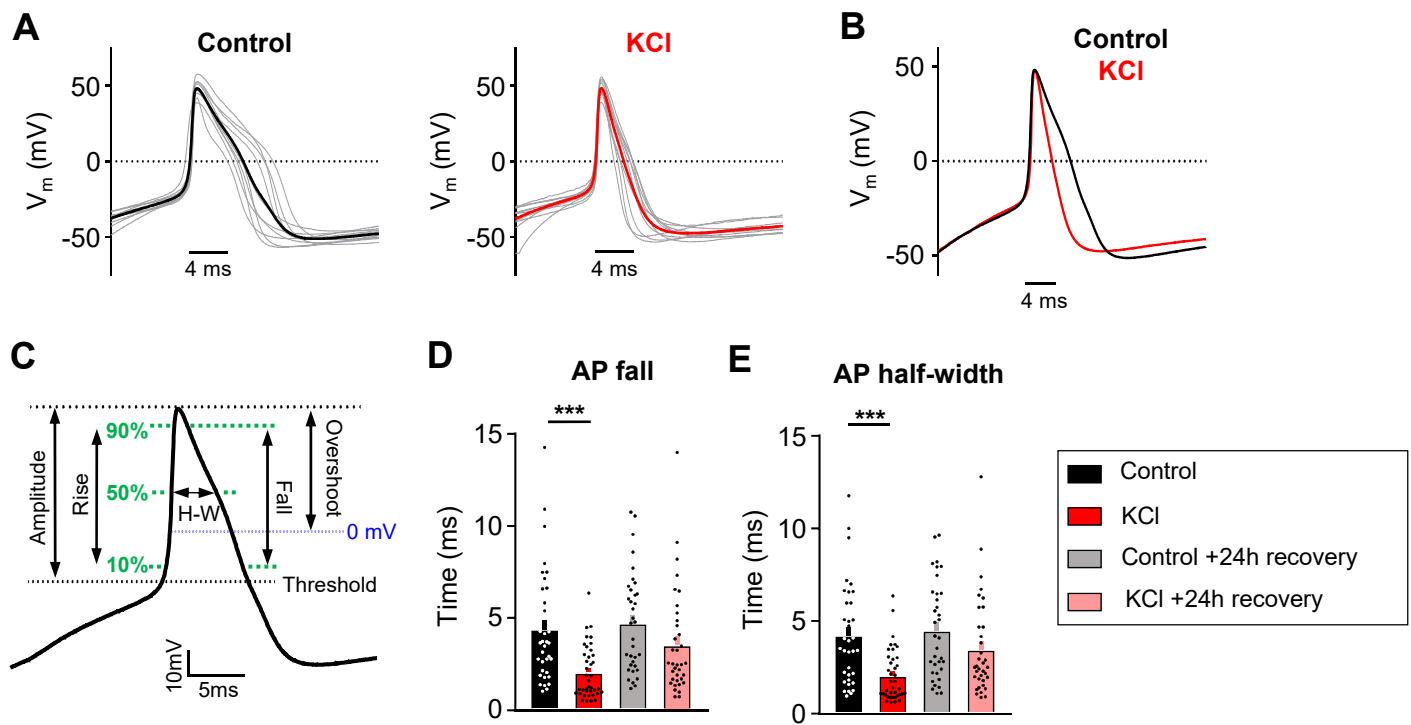 A
Control
KCl
B
Control
KCl
50
0
-50
Vm (mV)
4 ms
50
0
-50
Vm (mV)
4 ms
50
0
-50
Vm (mV)
4 ms
C
Amplitude
Rise
90%
50%
10%
H-W
Fall
Overshoot
0 mV
Threshold
10mV
5ms
D
AP fall
***
15
10
5
0
Time (ms)
E
AP half-width
***
15
10
5
0
Time (ms)
Control
KCl
Control +24h recovery
KCl +24h recovery